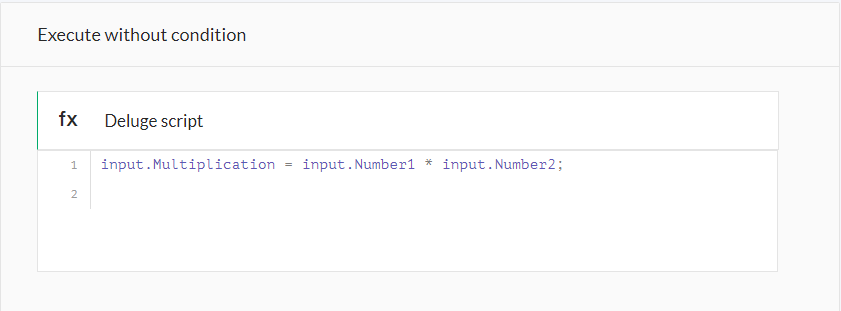 Execute without condition
fx Deluge script
1 input.Multiplication = input.Number1 * input.Number2;
2